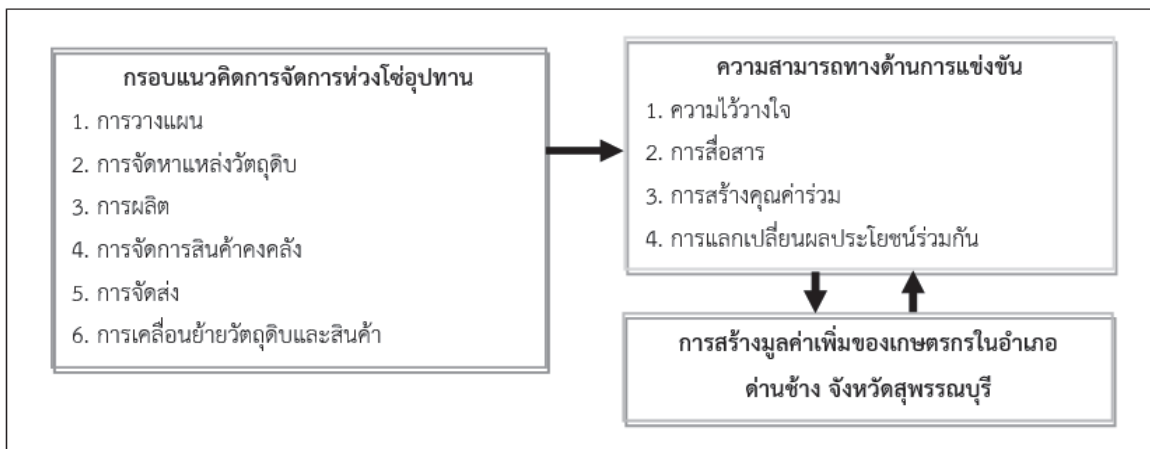 กรอบแนวคิดการจัดการห่วงโซ่อุปทาน
1. การวางแผน
2. การจัดหาแหล่งวัตถุดิบ
3. การผลิต
4. การจัดการสินค้าคงคลัง
5. การจัดส่ง
6. การเคลื่อนย้ายวัตถุดิบและสินค้า
ความสามารถทางด้านการแข่งขัน
1. ความไว้วางใจ
2. การสื่อสาร
3. การสร้างคุณค่าร่วม
4. การแลกเปลี่ยนผลประโยชน์ร่วมกัน
การสร้างมูลค่าเพิ่มของเกษตรกรในอำเภอ
ด่านช้าง จังหวัดสุพรรณบุรี